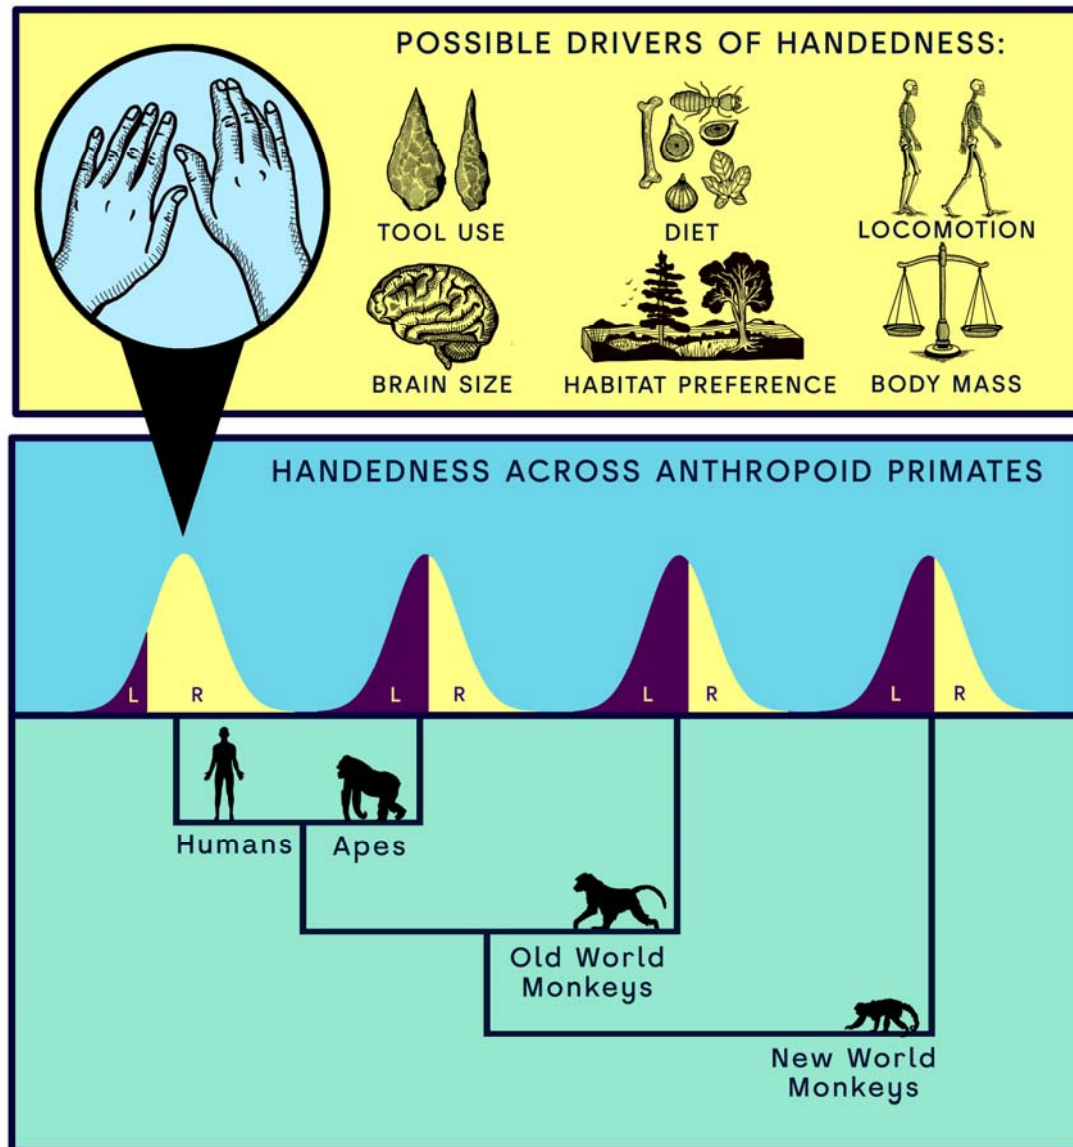 POSSIBLE DRIVERS OF HANDEDNESS:
TOOL USE
DIET
LOCOMOTION
BRAIN SIZE
HABITAT PREFERENCE
BODY MASS
HANDEDNESS ACROSS ANTHROPOID PRIMATES
L R
L R
L R
L R
Humans
Apes
Old World
Monkeys
New World
Monkeys